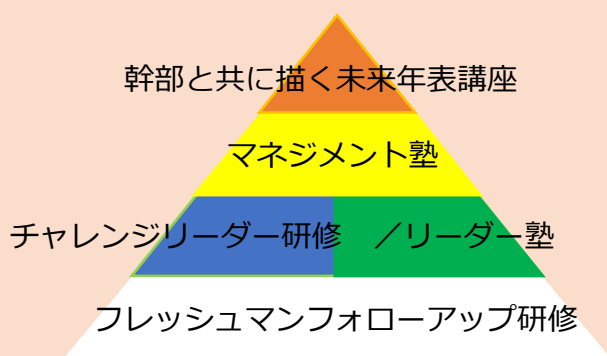 幹部と共に描く未来年表講座
マネジメント塾
チャレンジリーダー研修　／リーダー塾
フレッシュマンフォローアップ研修